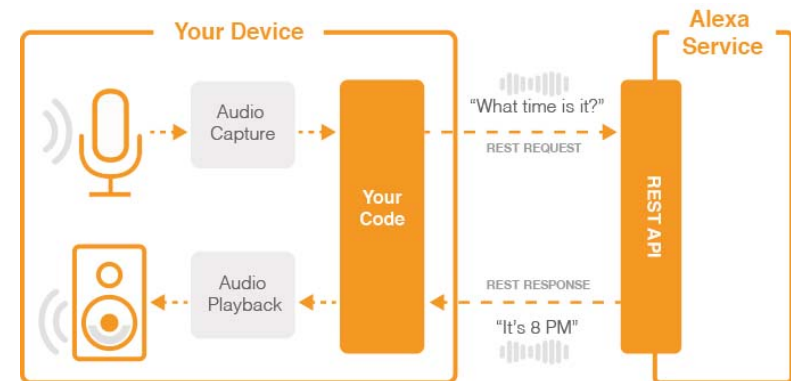 Your Device
Alexa
Service
Audio
Capture
Your
Code
“What time is it?”
REST REQUEST
REST API
Audio
Playback
REST RESPONSE
“It’s 8 PM”